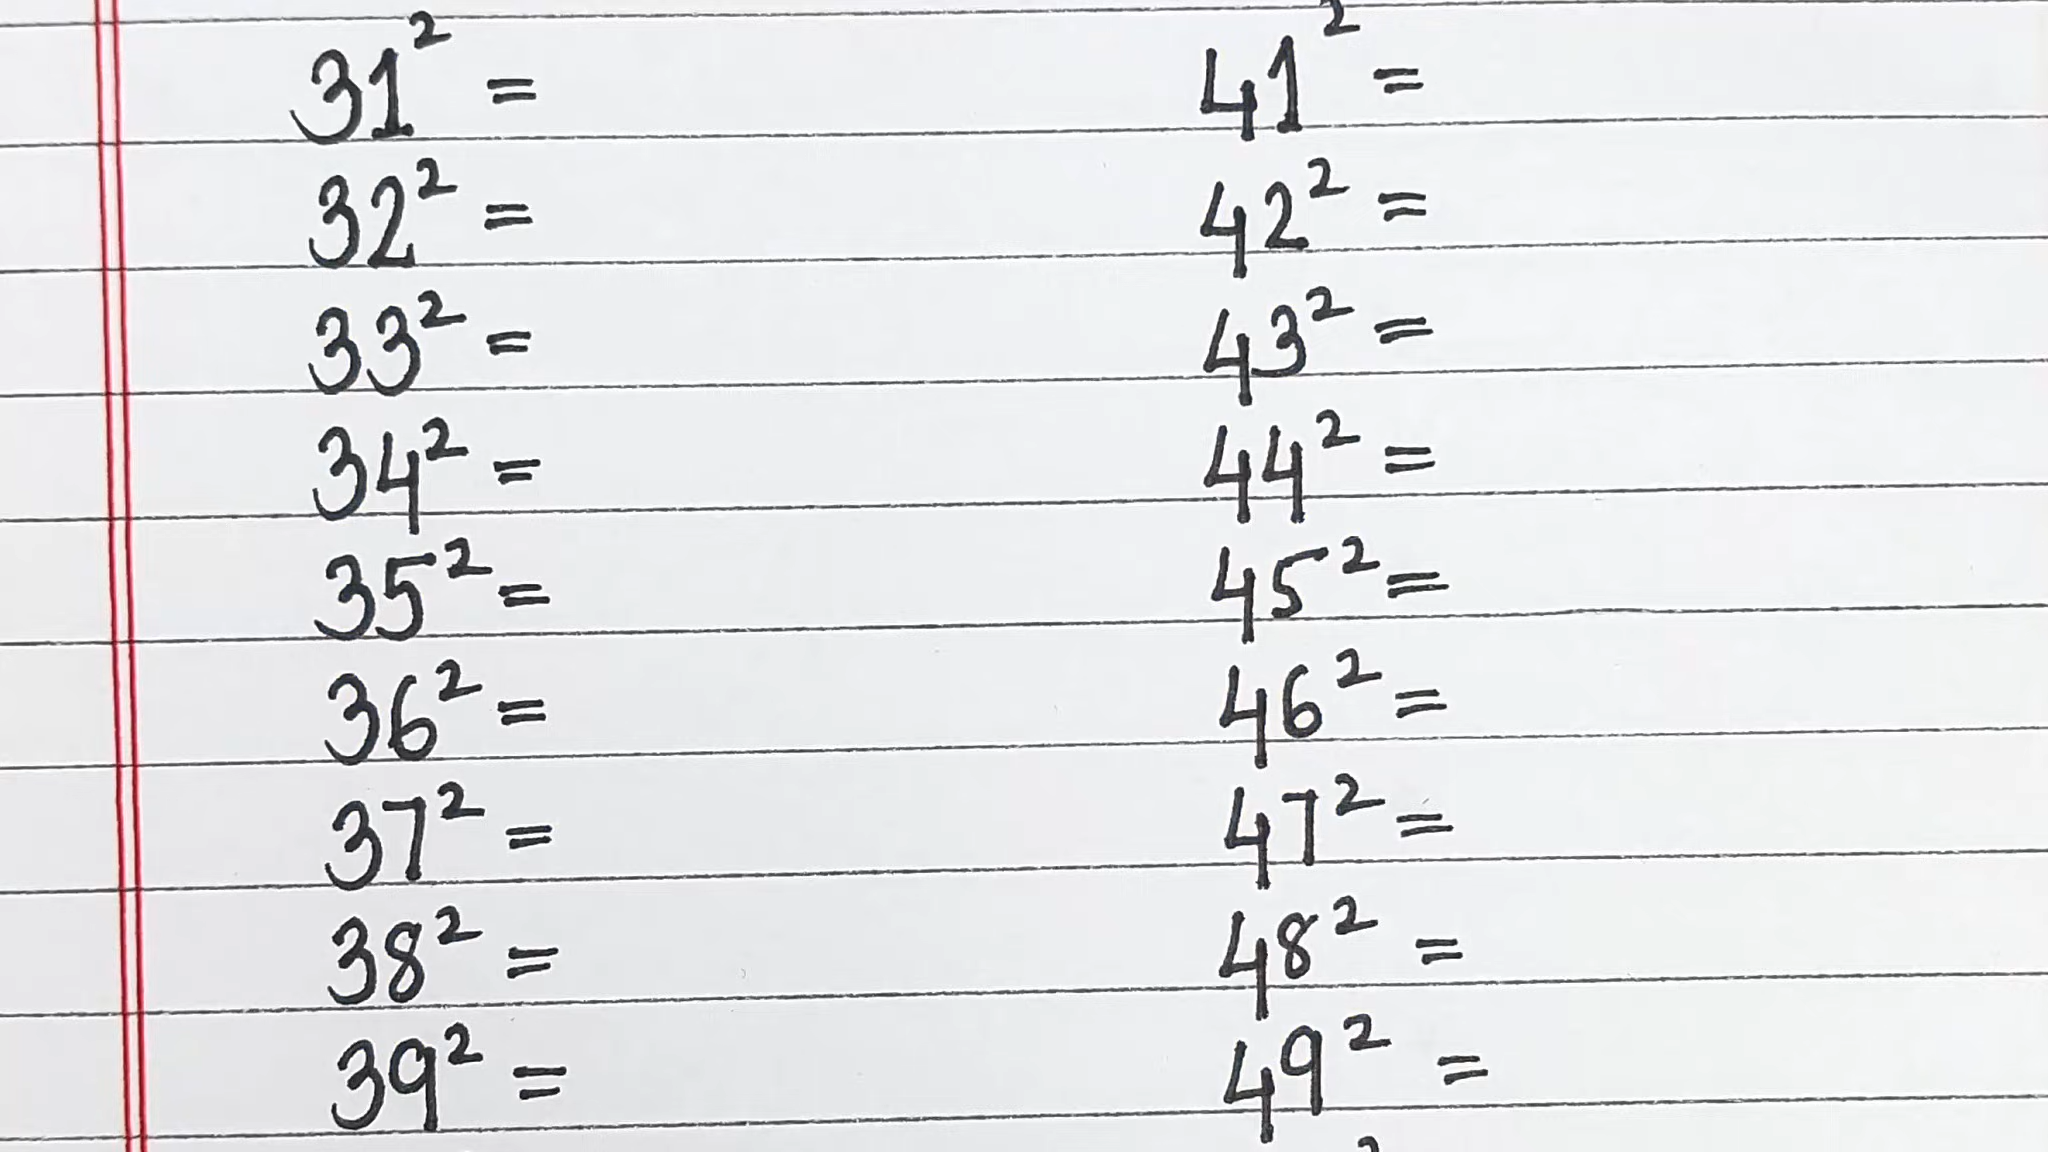 31² = 41² =
32² = 42² =
33² = 43² =
34² = 44² =
35² = 45² =
36² = 46² =
37² = 47² =
38² = 48² =
39² = 49² =